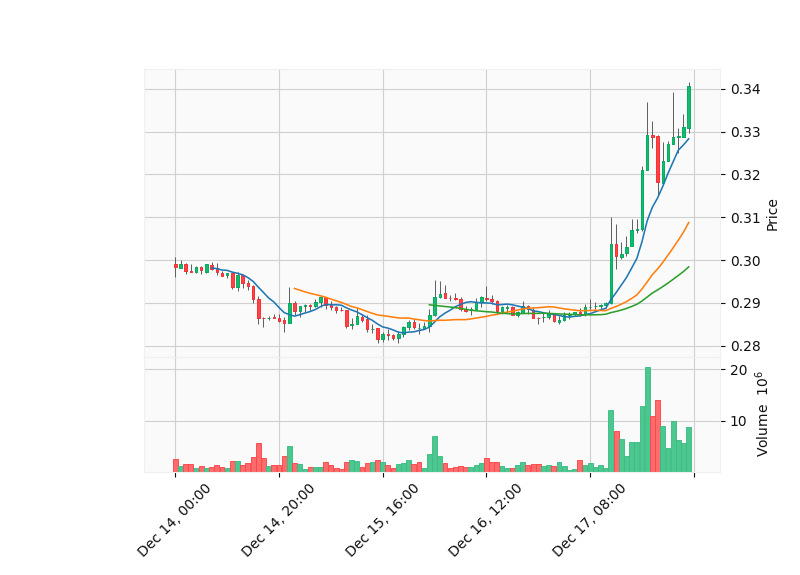 0.34
0.33
0.32
0.31
0.30
0.29
0.28
Price
20
10
Volume 10^6
Dec 14, 00:00
Dec 14, 20:00
Dec 15, 16:00
Dec 16, 12:00
Dec 17, 08:00